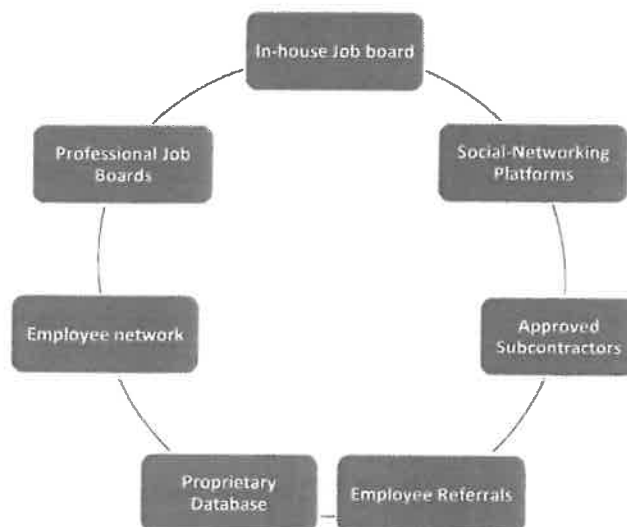 In-house Job board
Social-Networking
Platforms
Approved
Subcontractors
Employee Referrals
Proprietary
Database
Employee network
Professional Job
Boards